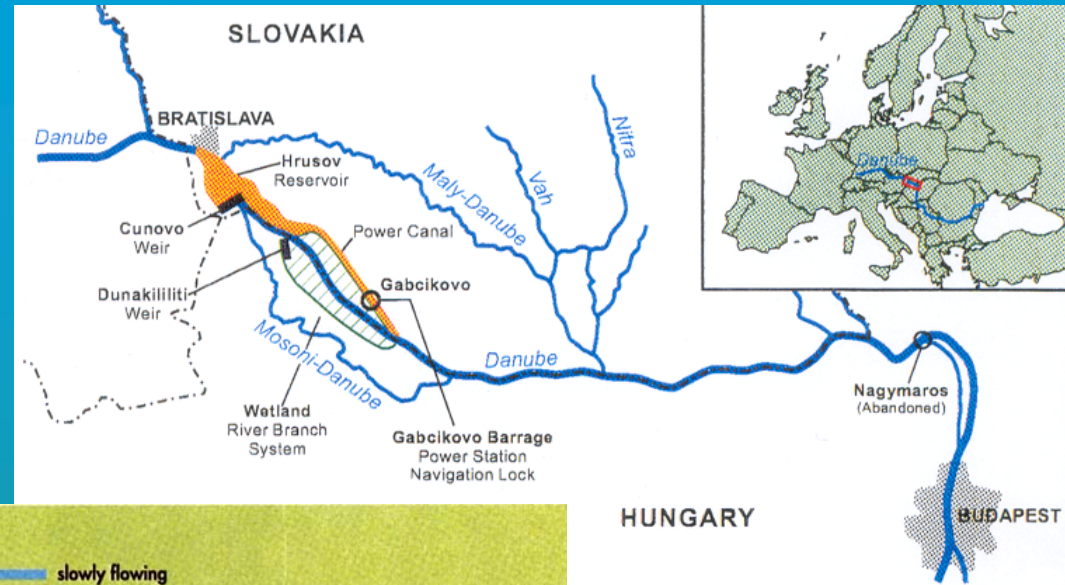 SLOVAKIA
BRATISLAVA
Danube
Hrusov
Reservoir
Maly-Danube
Vah
Nitra
Danube
Cunovo
Weir
Power Canal
Dunakililiti
Weir
Gabcikovo
Mosoni-Danube
Danube
Wetland
River Branch
System
Gabcikovo Barrage
Power Station
Navigation Lock
Nagymaros
(Abandoned)
HUNGARY
BUDAPEST
slowly flowing